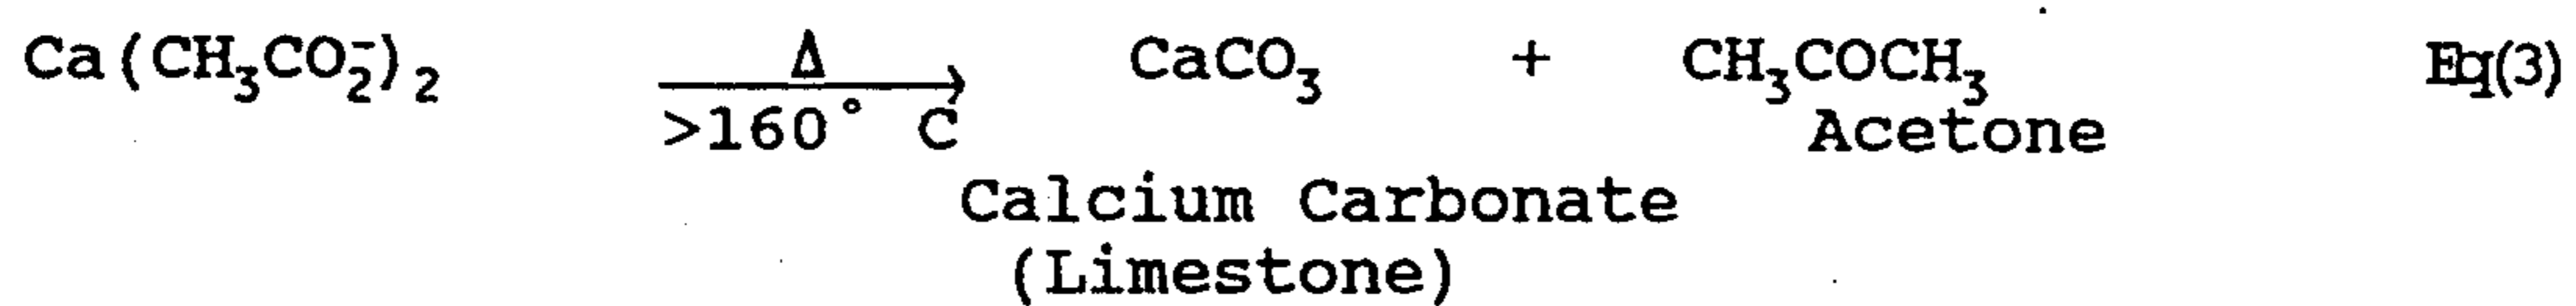 Ca(CH₃CO₂⁻)₂ Δ CaCO₃ + CH₃COCH₃ Eq(3)
>160° C Acetone
Calcium Carbonate
(Limestone)